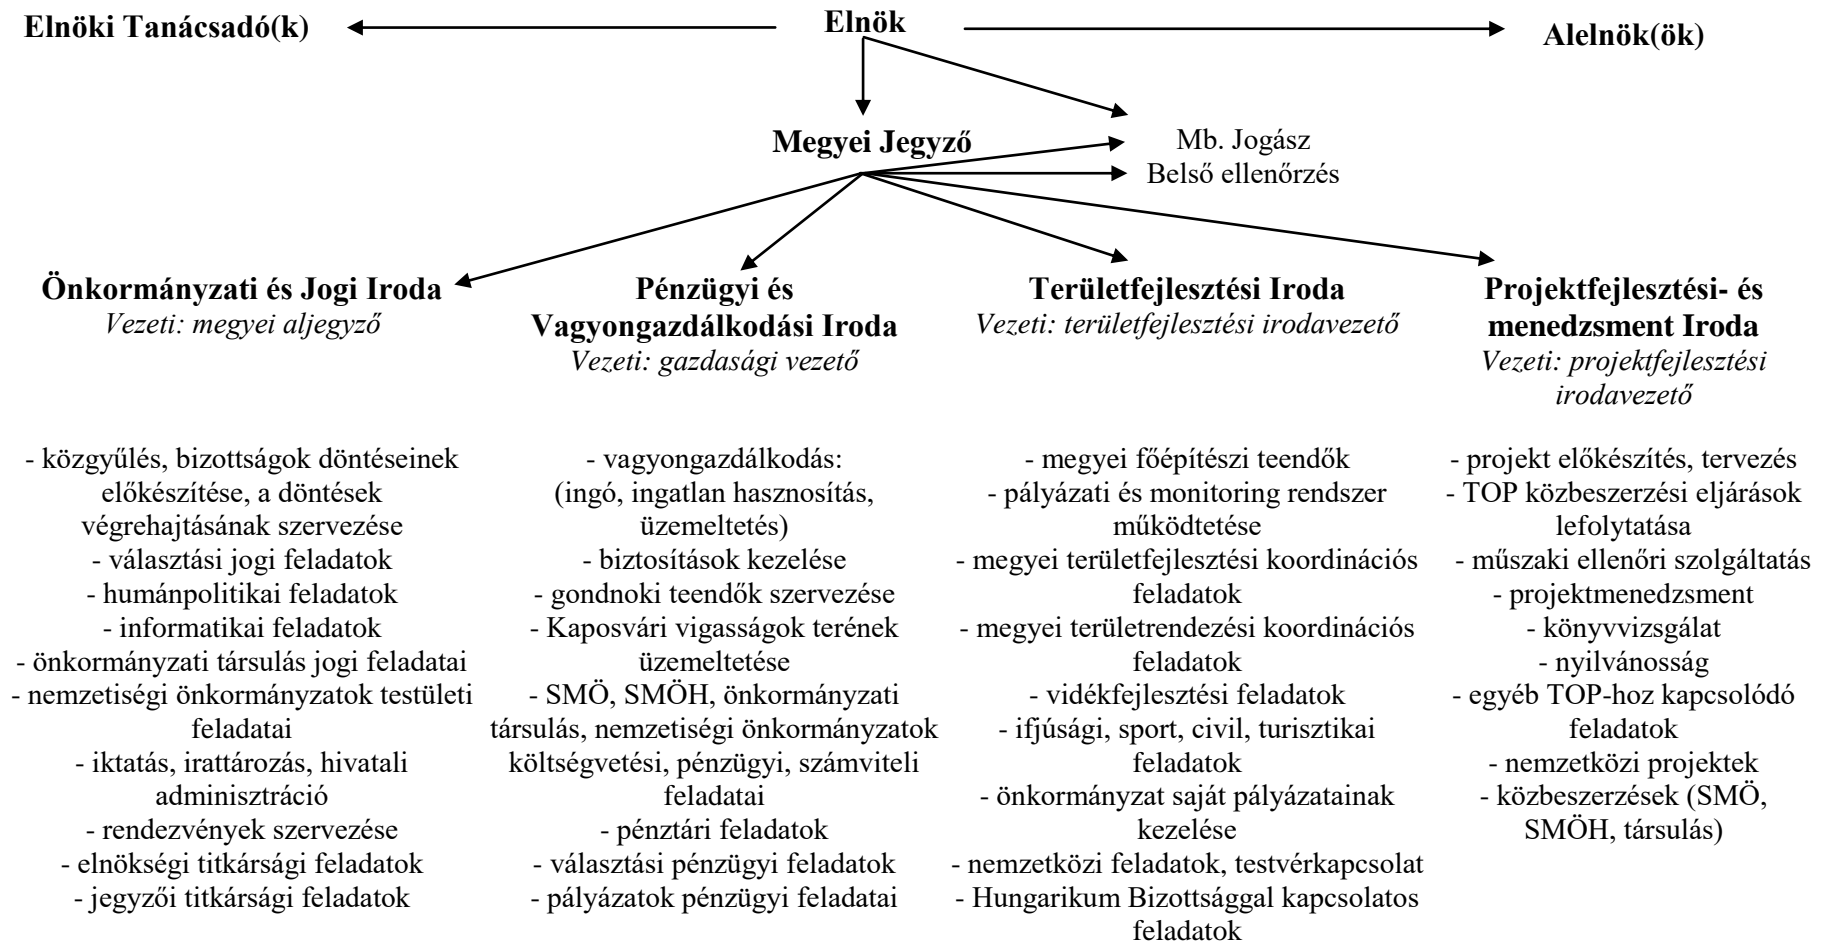 Elnöki Tanácsadó(k)
Elnök
Alelnök(ök)
Megyei Jegyző
Mb. Jogász
Belső ellenőrzés
Önkormányzati és Jogi Iroda
Vezeti: megyei aljegyző
- közgyűlés, bizottságok döntéseinek
előkészítése, a döntések
végrehajtásának szervezése
- választási jogi feladatok
- humánpolitikai feladatok
- informatikai feladatok
- önkormányzati társulás jogi feladatai
- nemzetiségi önkormányzatok testületi
feladatai
- iktatás, irattározás, hivatali
adminisztráció
- rendezvények szervezése
- elnökségi titkársági feladatok
- jegyzői titkársági feladatok
Pénzügyi és
Vagyongazdálkodási Iroda
Vezeti: gazdasági vezető
- vagyongazdálkodás:
(ingó, ingatlan hasznosítás,
üzemeltetés)
- biztosítások kezelése
- gondnoki teendők szervezése
- Kaposvári vigasságok terének
üzemeltetése
- SMÖ, SMÖH, önkormányzati
társulás, nemzetiségi önkormányzatok
költségvetési, pénzügyi, számviteli
feladatai
- pénztári feladatok
- választási pénzügyi feladatok
- pályázatok pénzügyi feladatai
Területfejlesztési Iroda
Vezeti: területfejlesztési irodavezető
- megyei főépítészi teendők
- pályázati és monitoring rendszer
működtetése
- megyei területfejlesztési koordinációs
feladatok
- megyei területrendezési koordinációs
feladatok
- vidékfejlesztési feladatok
- ifjúsági, sport, civil, turisztikai
feladatok
- önkormányzat saját pályázatainak
kezelése
- nemzetközi feladatok, testvérkapcsolat
- Hungarikum Bizottsággal kapcsolatos
feladatok
Projektfejlesztési- és
menedzsment Iroda
Vezeti: projektfejlesztési
irodavezető
- projekt előkészítés, tervezés
- TOP közbeszerzési eljárások
lefolytatása
- műszaki ellenőri szolgáltatás
- projektmenedzsment
- könyvvizsgálat
- nyilvánosság
- egyéb TOP-hoz kapcsolódó
feladatok
- nemzetközi projektek
- közbeszerzések (SMÖ,
SMÖH, társulás)